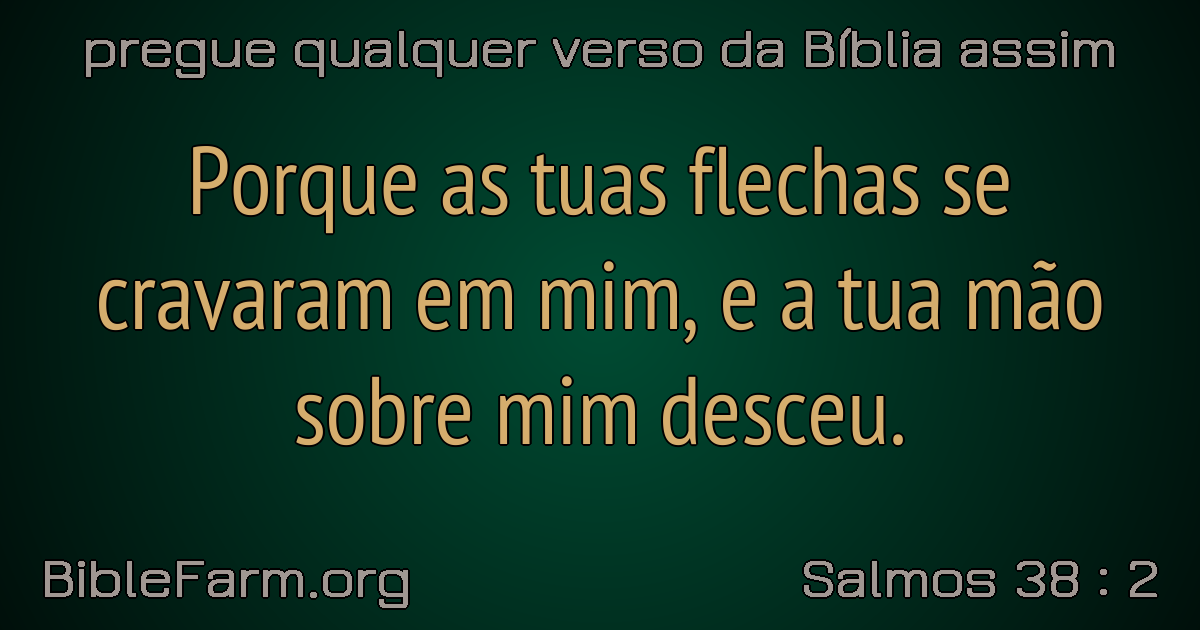 pregue qualquer verso da Bíblia assim
Porque as tuas flechas se
cravaram em mim, e a tua mão
sobre mim desceu.
BibleFarm.org
Salmos 38 : 2